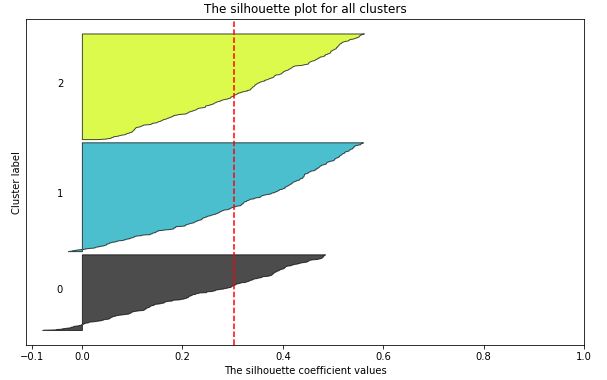 The silhouette plot for all clusters
Cluster label
2
1
0
−0.1 0.0 0.2 0.4 0.6 0.8 1.0
The silhouette coefficient values